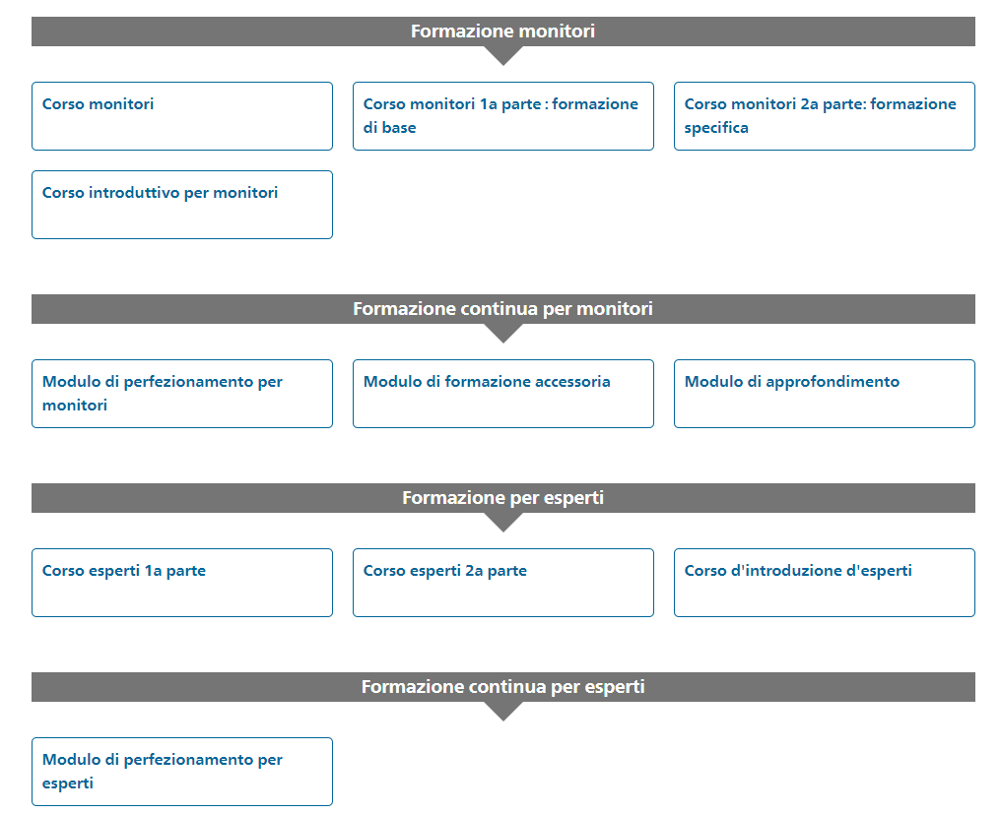 Formazione monitori
Corso monitori
Corso monitori 1a parte : formazione
di base
Corso monitori 2a parte: formazione
specifica
Corso introduttivo per monitori
Formazione continua per monitori
Modulo di perfezionamento per
monitori
Modulo di formazione accessoria
Modulo di approfondimento
Formazione per esperti
Corso esperti 1a parte
Corso esperti 2a parte
Corso d'introduzione d'esperti
Formazione continua per esperti
Modulo di perfezionamento per
esperti